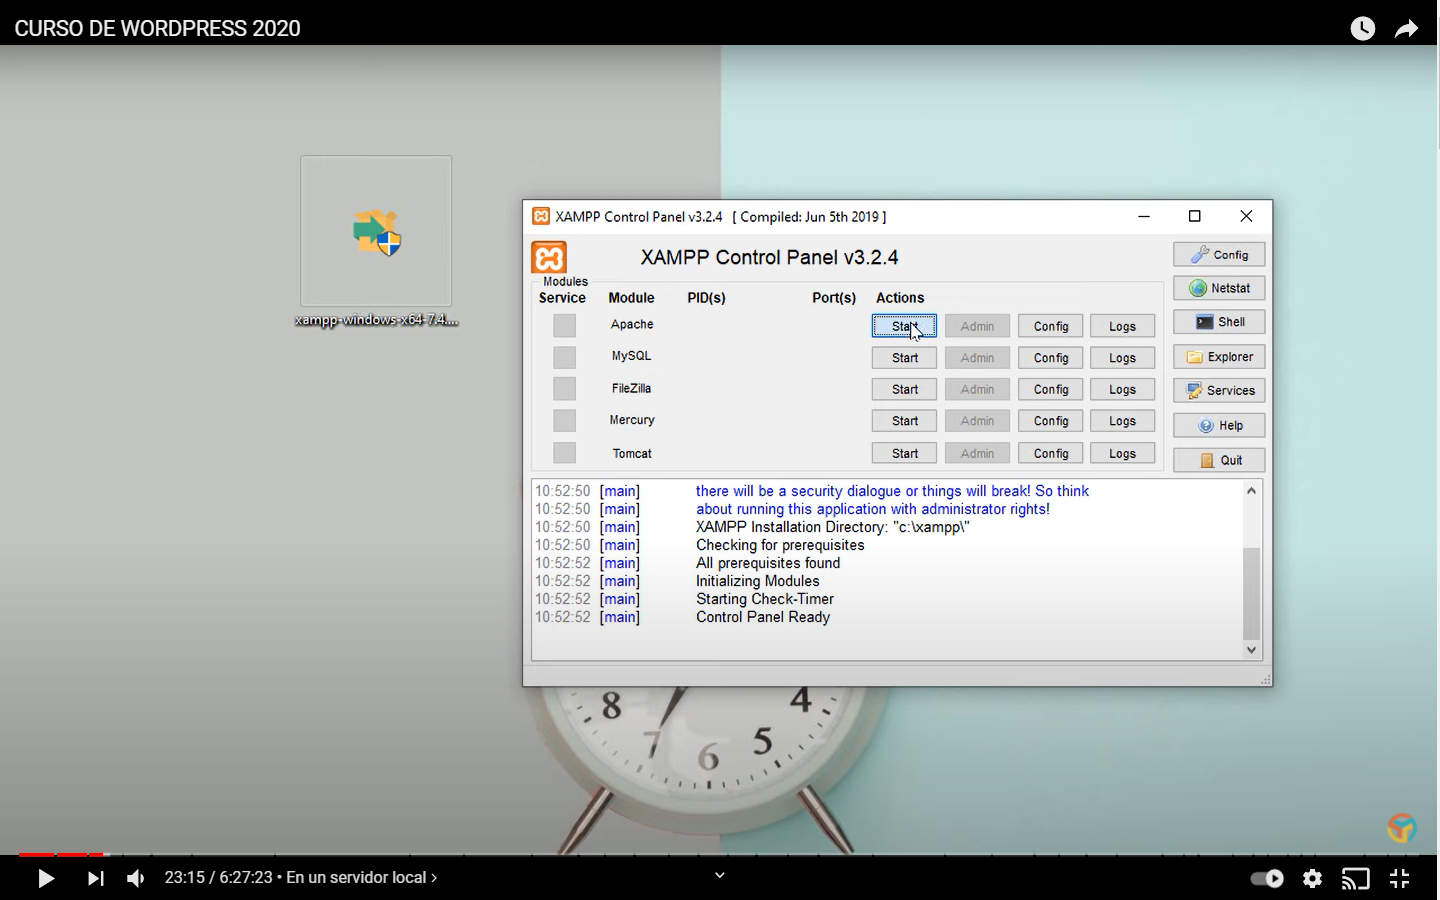 CURSO DE WORDPRESS 2020
xampp-windows-x64-7.4....
XAMPP Control Panel v3.2.4 [ Compiled: Jun 5th 2019 ]
XAMPP Control Panel v3.2.4
Config
Modules
Service Module PID(s) Port(s) Actions
Netstat
Apache Start Admin Config Logs
Shell
MySQL Start Admin Config Logs
Explorer
FileZilla Start Admin Config Logs
Services
Mercury Start Admin Config Logs
Help
Tomcat Start Admin Config Logs
Quit
10:52:50 [main] there will be a security dialogue or things will break! So think
10:52:50 [main] about running this application with administrator rights!
10:52:50 [main] XAMPP Installation Directory: "c:\xampp\"
10:52:50 [main] Checking for prerequisites
10:52:52 [main] All prerequisites found
10:52:52 [main] Initializing Modules
10:52:52 [main] Starting Check-Timer
10:52:52 [main] Control Panel Ready
8 4
7 6 5
23:15 / 6:27:23 • En un servidor local ›